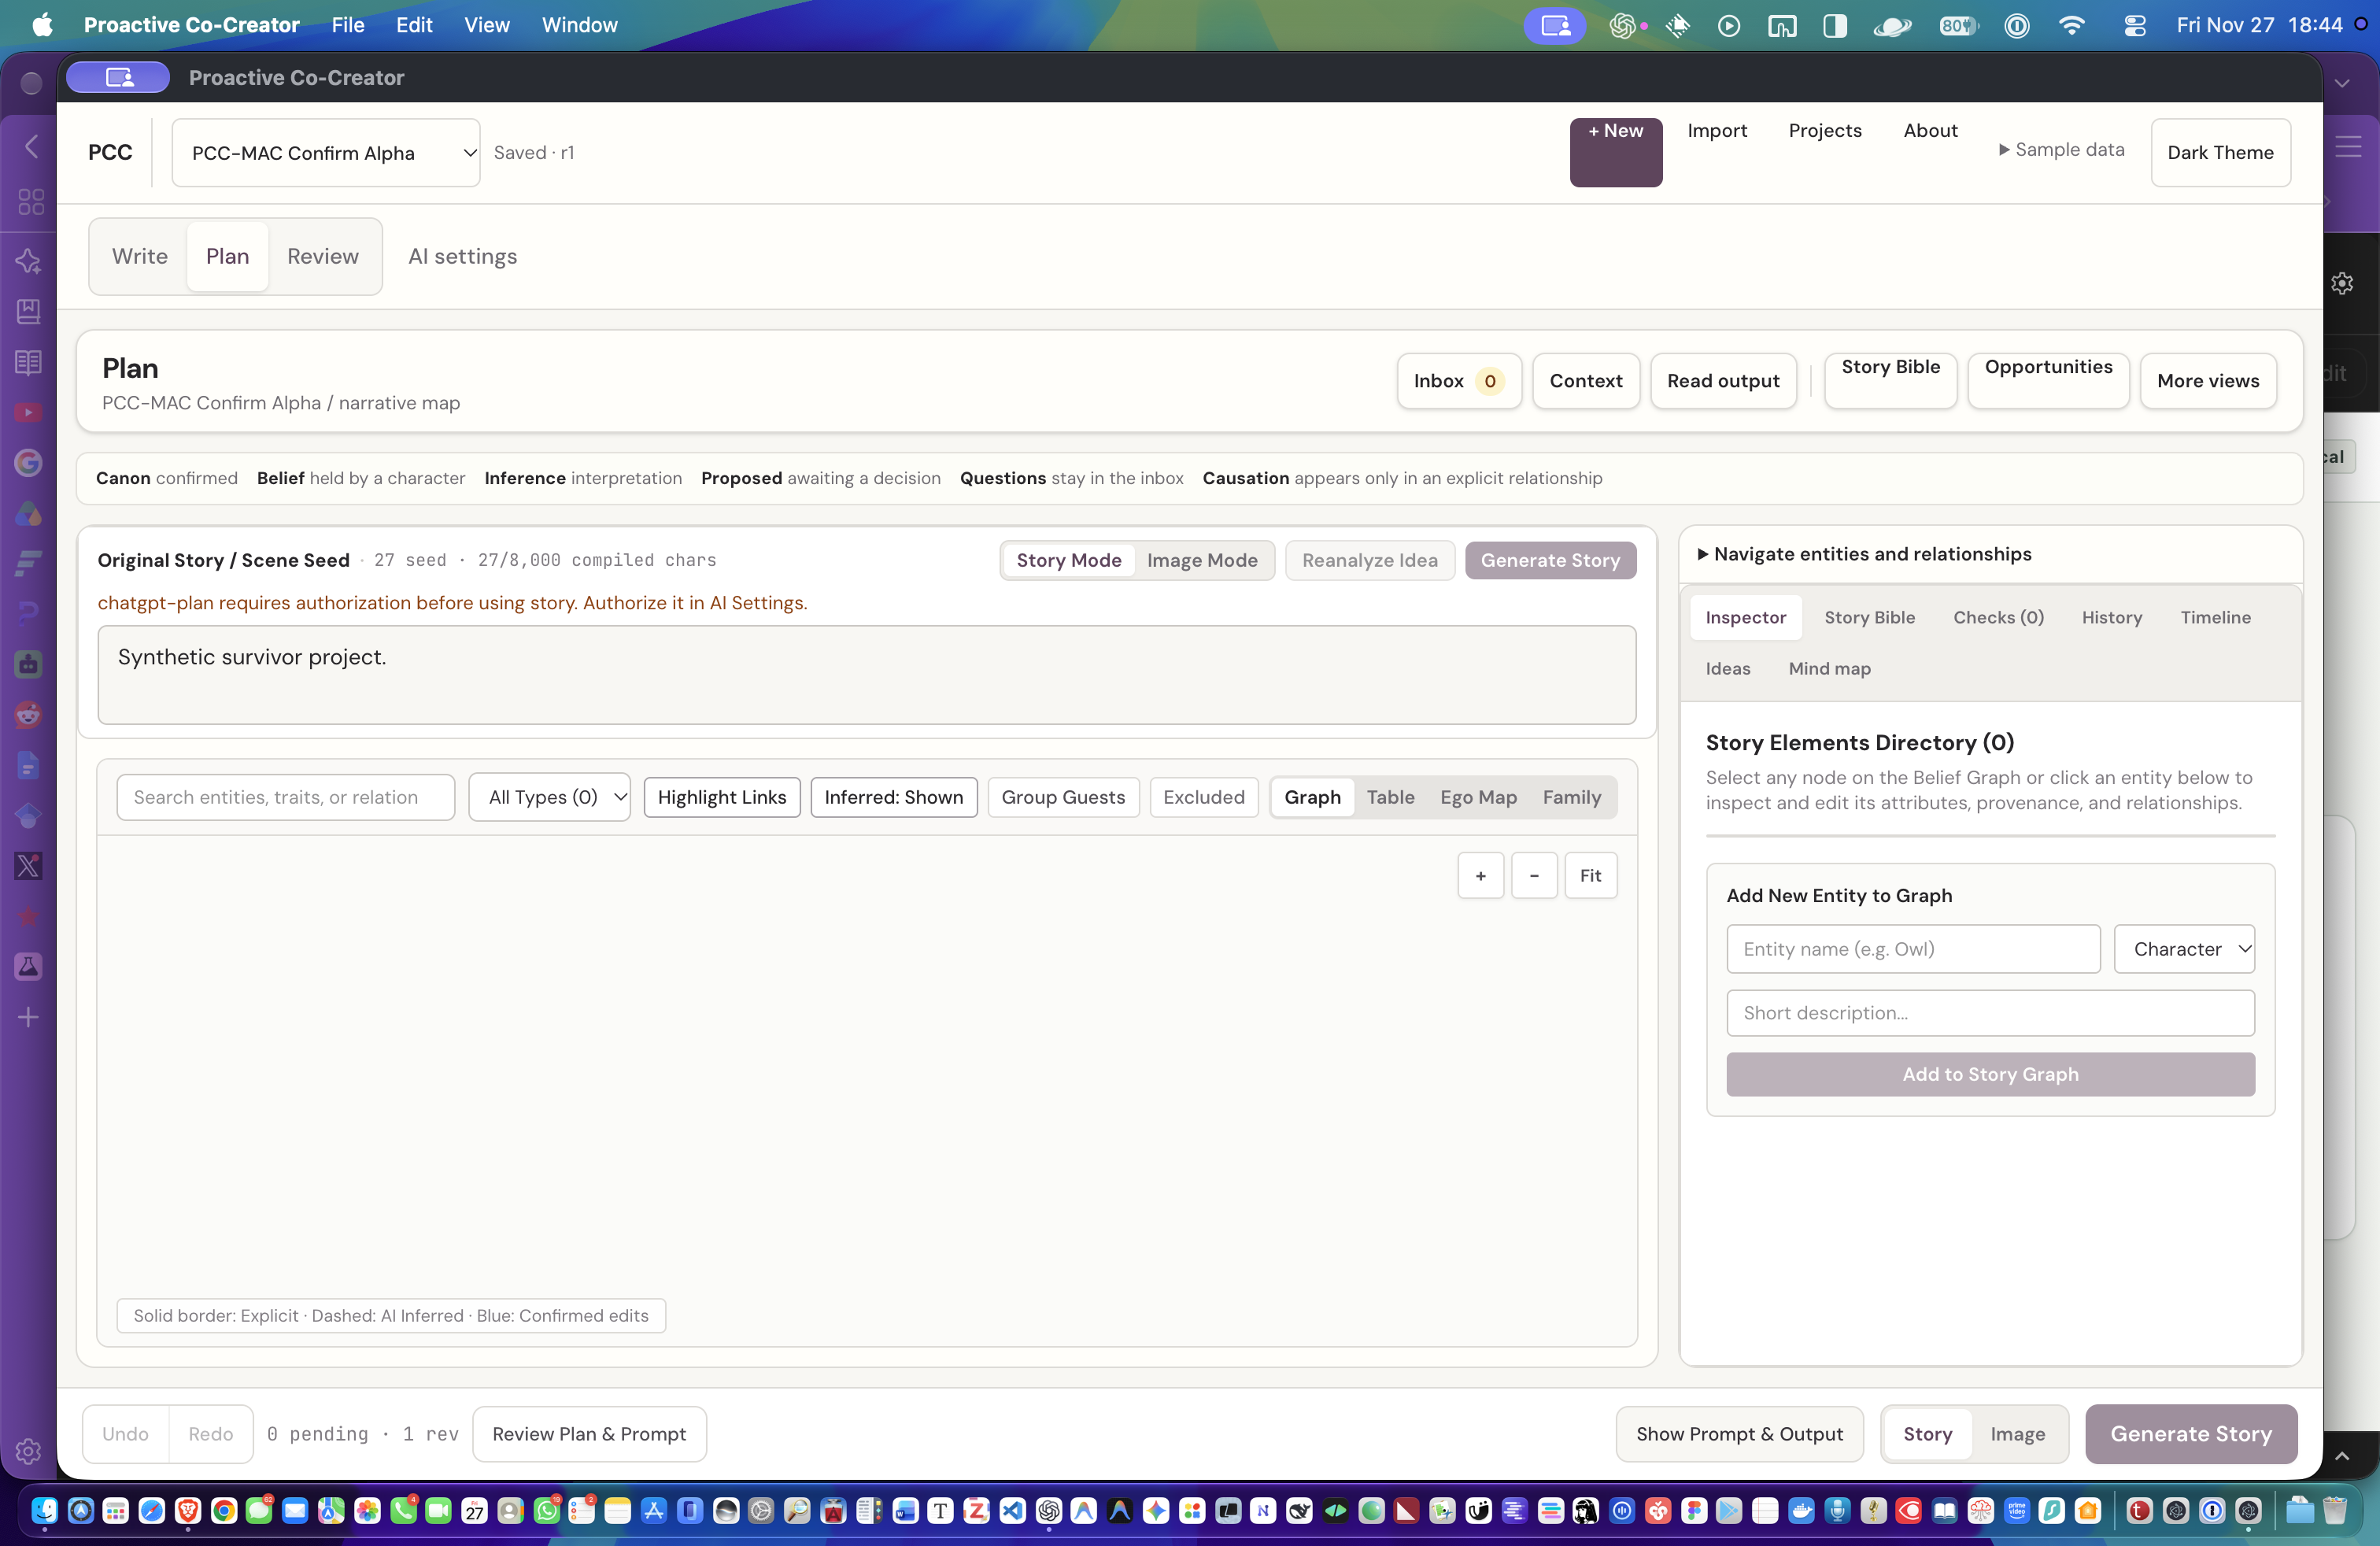 Proactive Co-Creator File Edit View Window 80 Fri Nov 27 18:44
Proactive Co-Creator
PCC PCC-MAC Confirm Alpha Saved · r1 + New Import Projects About ▶ Sample data Dark Theme
Write Plan Review AI settings
Plan
PCC-MAC Confirm Alpha / narrative map
Inbox 0 Context Read output Story Bible Opportunities More views
Canon confirmed Belief held by a character Inference interpretation Proposed awaiting a decision Questions stay in the inbox Causation appears only in an explicit relationship
Original Story / Scene Seed · 27 seed · 27/8,000 compiled chars Story Mode Image Mode Reanalyze Idea Generate Story
chatgpt-plan requires authorization before using story. Authorize it in AI Settings.
Synthetic survivor project.
Search entities, traits, or relation All Types (0) Highlight Links Inferred: Shown Group Guests Excluded Graph Table Ego Map Family
+ - Fit
Solid border: Explicit · Dashed: AI Inferred · Blue: Confirmed edits
▶ Navigate entities and relationships
Inspector Story Bible Checks (0) History Timeline
Ideas Mind map
Story Elements Directory (0)
Select any node on the Belief Graph or click an entity below to
inspect and edit its attributes, provenance, and relationships.
Add New Entity to Graph
Entity name (e.g. Owl) Character
Short description...
Add to Story Graph
Undo Redo 0 pending · 1 rev Review Plan & Prompt Show Prompt & Output Story Image Generate Story